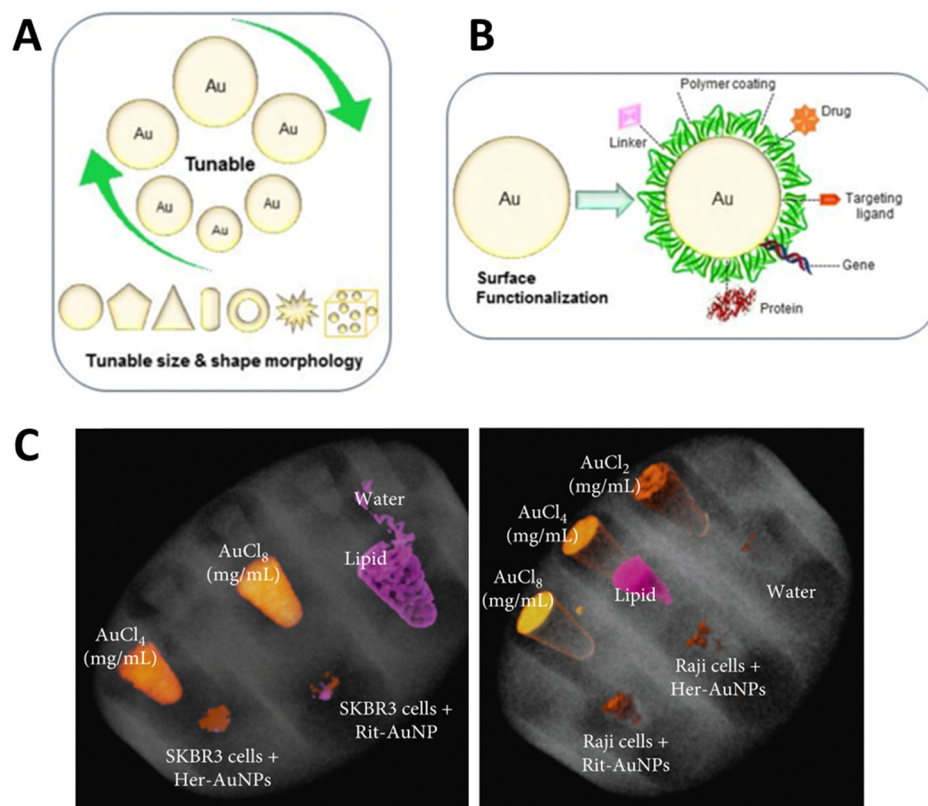 A
Au
Au
Au
Tunable
Au
Au
Au
Tunable size & shape morphology
B
Polymer coating
Drug
Linker
Au
Au
Targeting
ligand
Surface
Functionalization
Gene
Protein
C
Water
AuCl₈
(mg/mL)
Lipid
AuCl₄
(mg/mL)
SKBR3 cells +
Rit-AuNP
SKBR3 cells +
Her-AuNPs
AuCl₂
(mg/mL)
AuCl₄
(mg/mL)
AuCl₈
(mg/mL)
Lipid
Water
Raji cells +
Her-AuNPs
Raji cells +
Rit-AuNPs